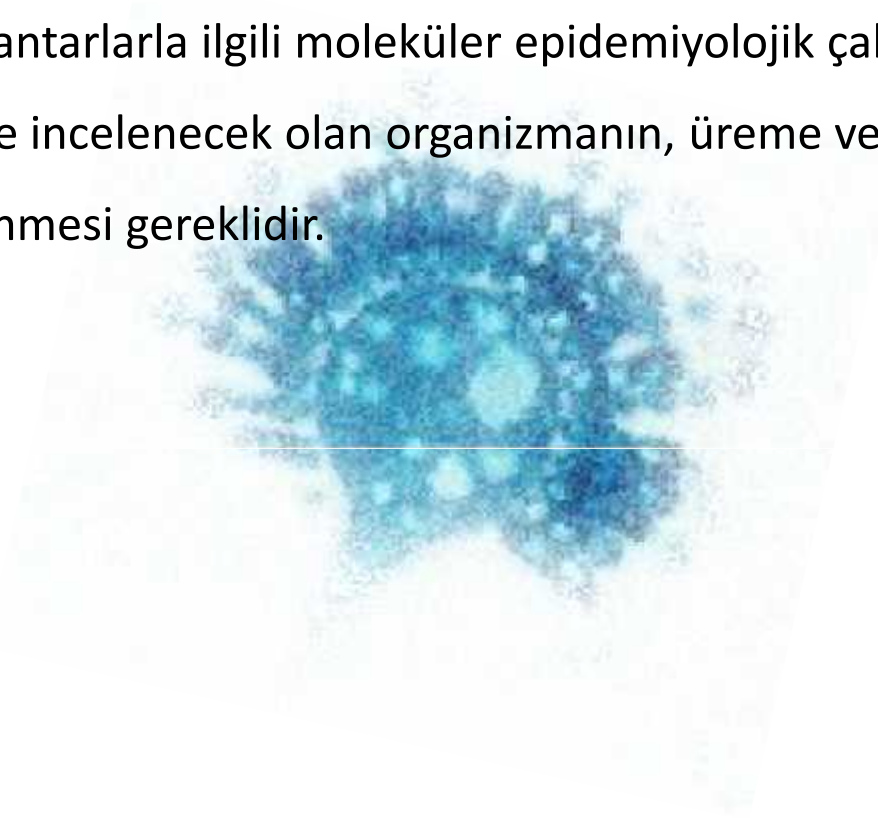 antarlarla ilgili moleküler epidemiyolojik çal
e incelenecek olan organizmanın, üreme ve
nmesi gereklidir.